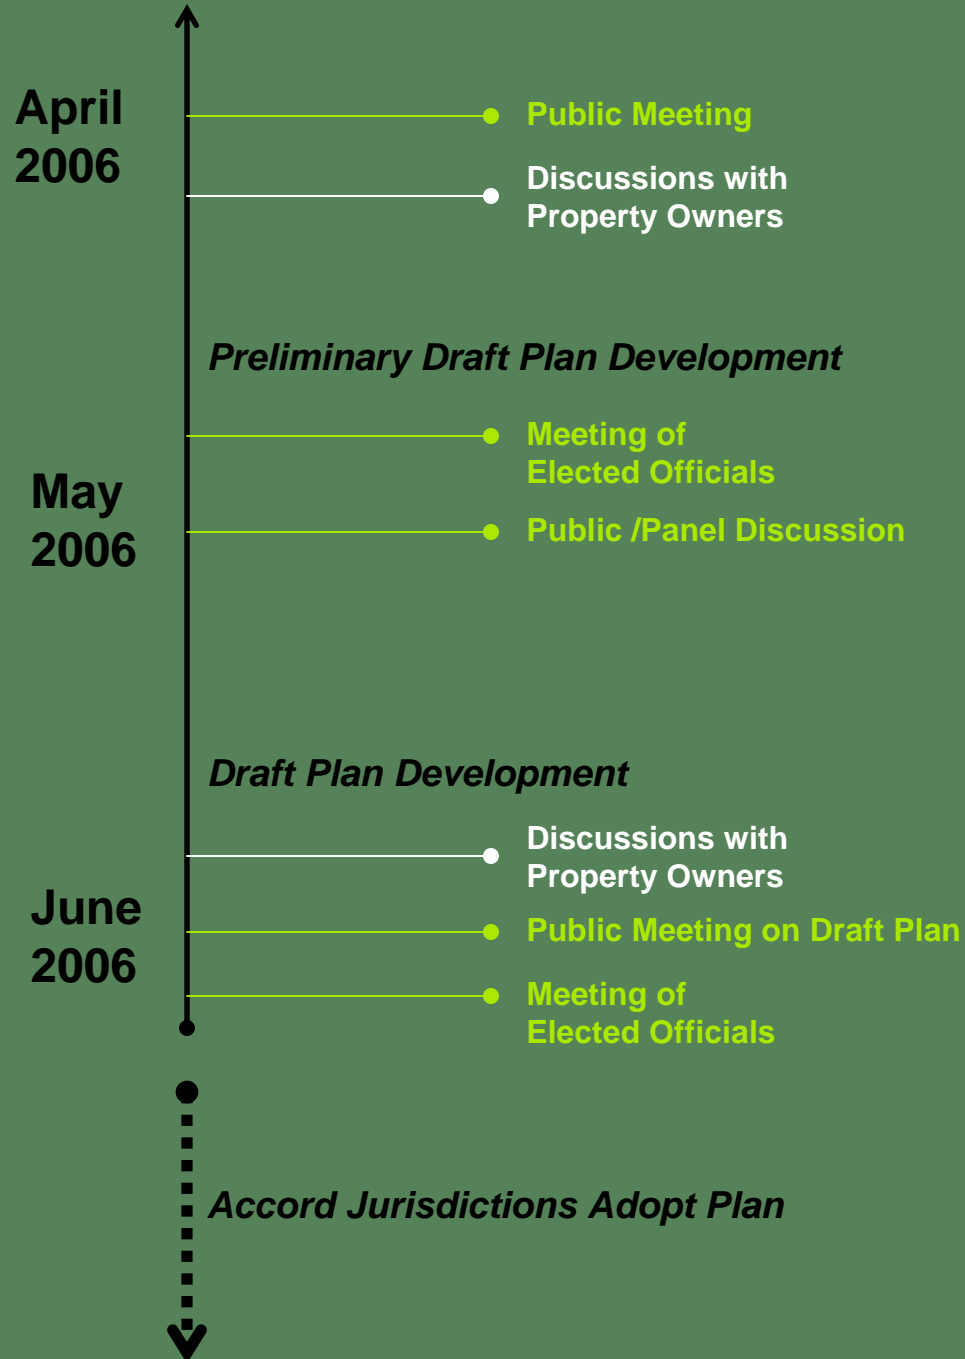 April
2006
Public Meeting
Discussions with
Property Owners
Preliminary Draft Plan Development
Meeting of
Elected Officials
May
2006
Public /Panel Discussion
Draft Plan Development
Discussions with
Property Owners
June
2006
Public Meeting on Draft Plan
Meeting of
Elected Officials
Accord Jurisdictions Adopt Plan